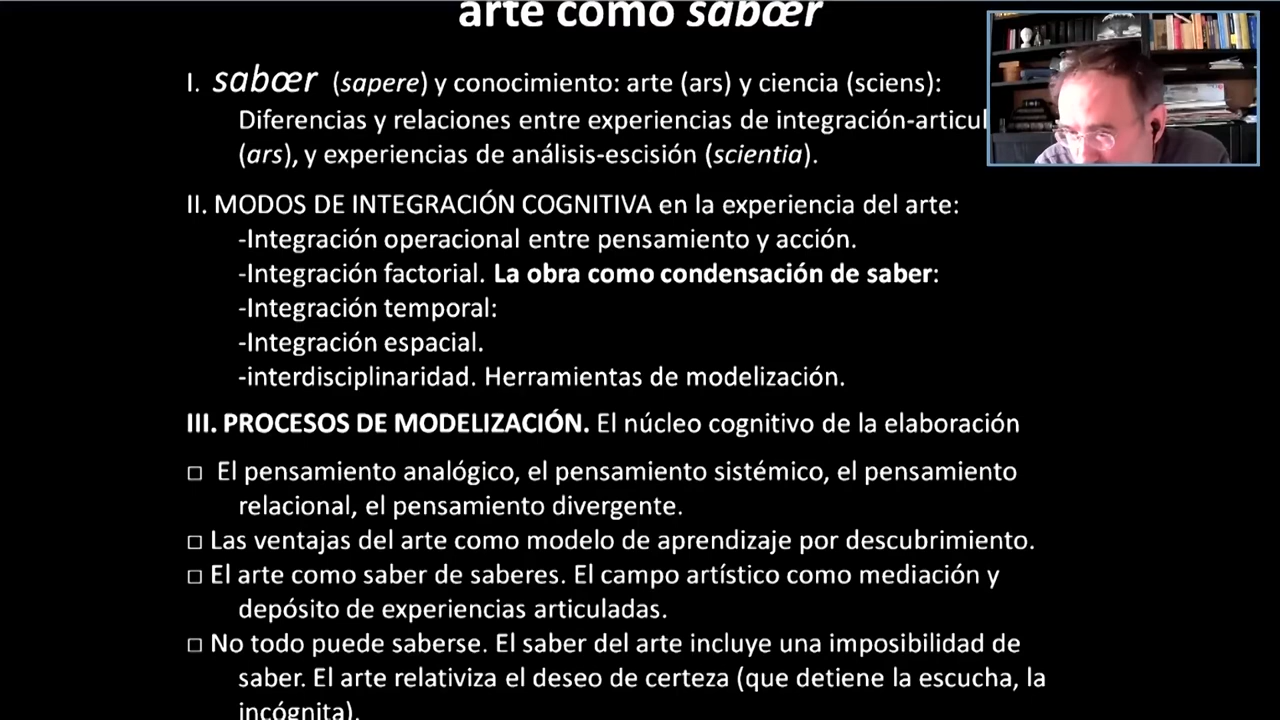 arte como sabœr
I. sabœr (sapere) y conocimiento: arte (ars) y ciencia (sciens):
Diferencias y relaciones entre experiencias de integración-articul
(ars), y experiencias de análisis-escisión (scientia).
II. MODOS DE INTEGRACIÓN COGNITIVA en la experiencia del arte:
-Integración operacional entre pensamiento y acción.
-Integración factorial. La obra como condensación de saber:
-Integración temporal:
-Integración espacial.
-interdisciplinaridad. Herramientas de modelización.
III. PROCESOS DE MODELIZACIÓN. El núcleo cognitivo de la elaboración
□ El pensamiento analógico, el pensamiento sistémico, el pensamiento
relacional, el pensamiento divergente.
□ Las ventajas del arte como modelo de aprendizaje por descubrimiento.
□ El arte como saber de saberes. El campo artístico como mediación y
depósito de experiencias articuladas.
□ No todo puede saberse. El saber del arte incluye una imposibilidad de
saber. El arte relativiza el deseo de certeza (que detiene la escucha, la
incógnita).